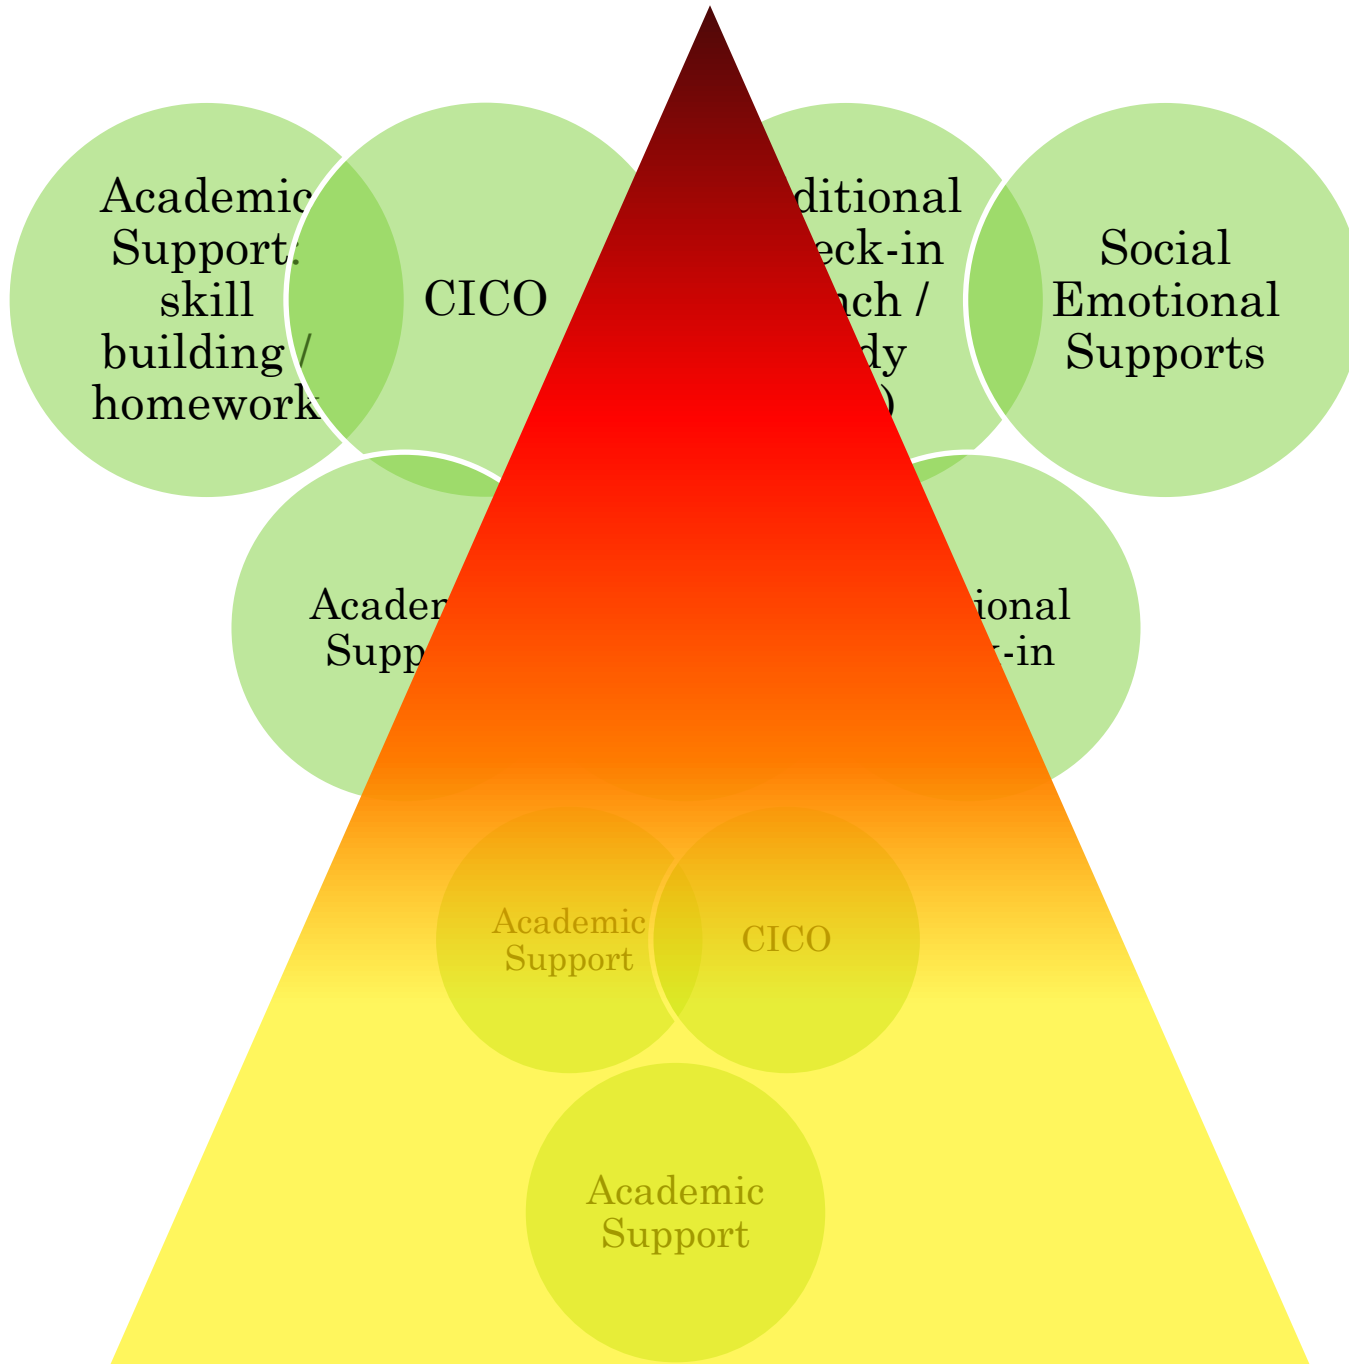 Academic
Support:
skill
building /
homework
CICO
ditional
eck-in
nch /
dy
)
Social
Emotional
Supports
Academ
Supp
ional
-in
Academic
Support
CICO
Academic
Support